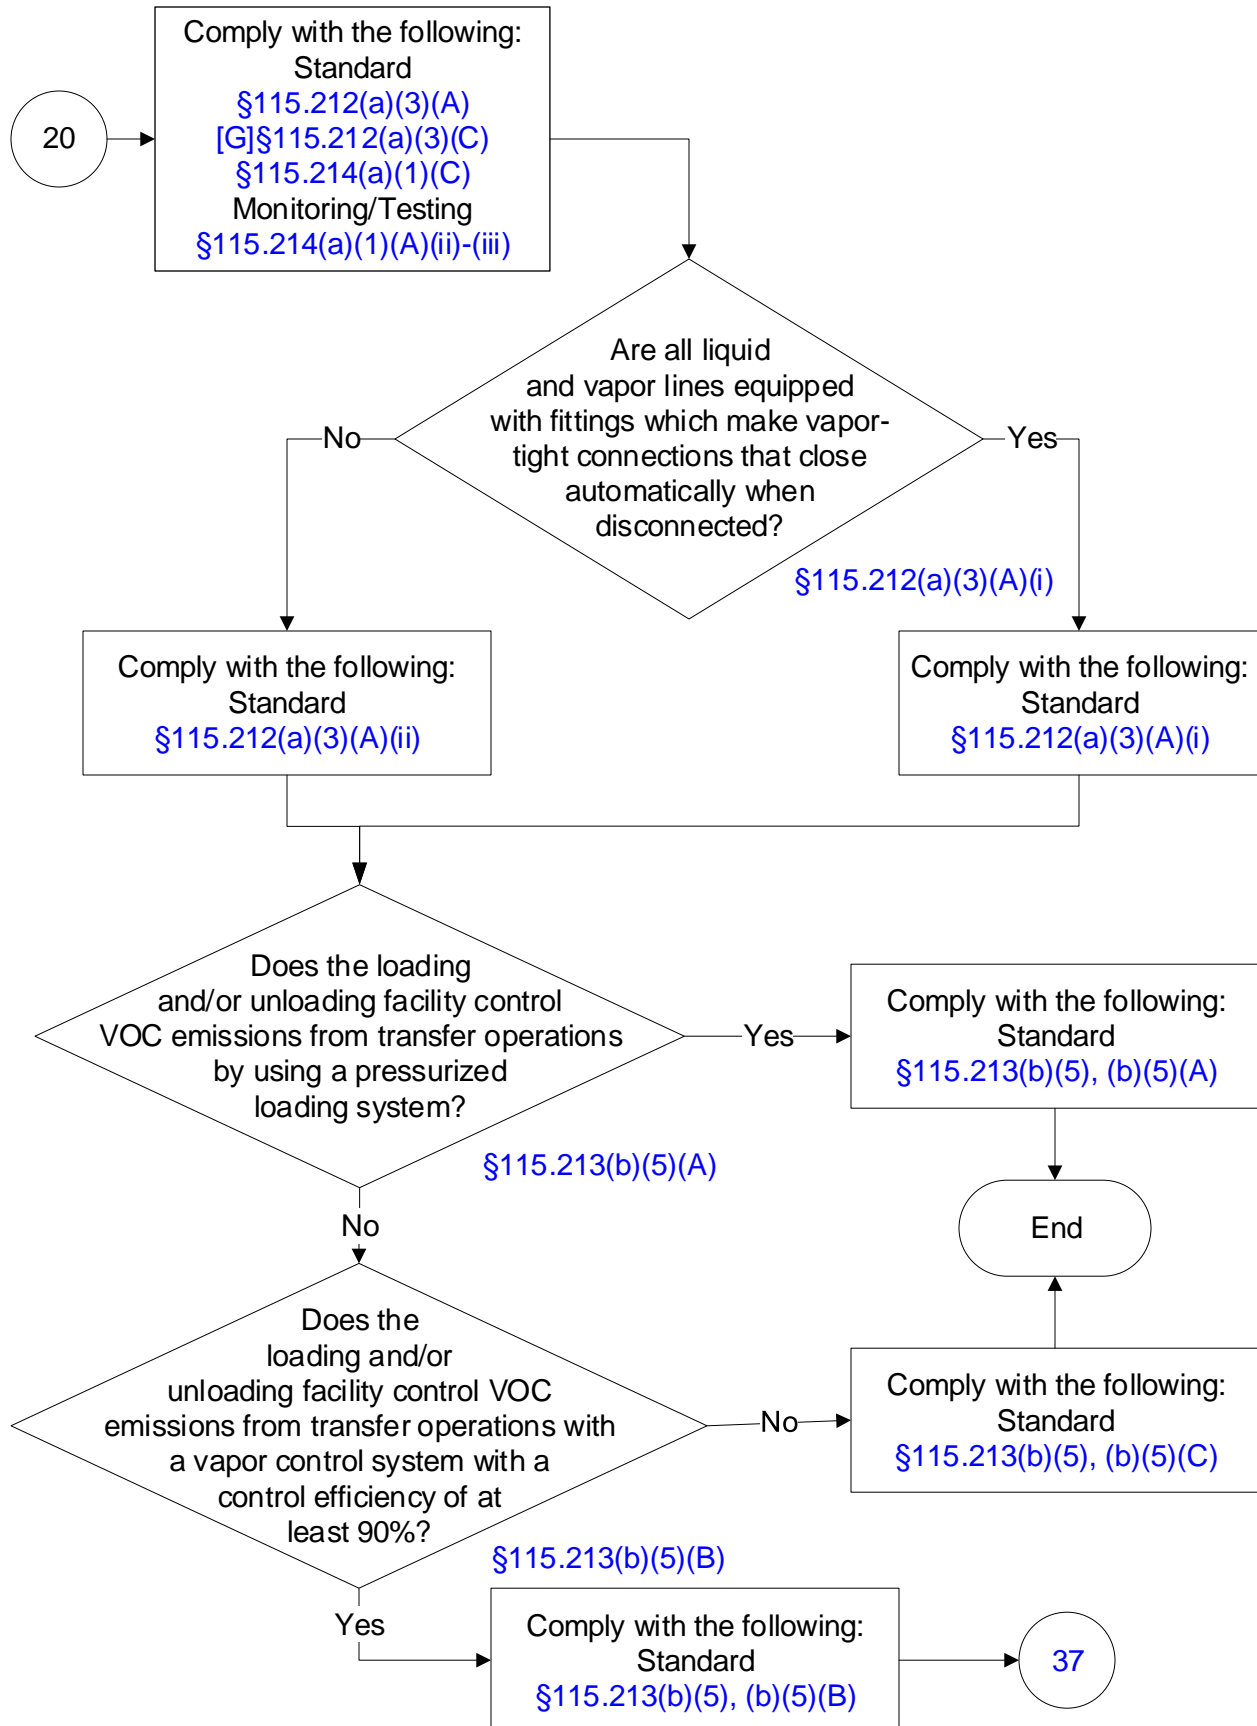 Comply with the following:
Standard
§115.212(a)(3)(A)
[G]§115.212(a)(3)(C)
§115.214(a)(1)(C)
Monitoring/Testing
§115.214(a)(1)(A)(ii)-(iii)
20
Are all liquid
and vapor lines equipped
with fittings which make vapor-
tight connections that close
automatically when
disconnected?
No
Yes
§115.212(a)(3)(A)(i)
Comply with the following:
Standard
§115.212(a)(3)(A)(ii)
Comply with the following:
Standard
§115.212(a)(3)(A)(i)
Does the loading
and/or unloading facility control
VOC emissions from transfer operations
by using a pressurized
loading system?
Yes
Comply with the following:
Standard
§115.213(b)(5), (b)(5)(A)
§115.213(b)(5)(A)
No
End
Does the
loading and/or
unloading facility control VOC
emissions from transfer operations with
a vapor control system with a
control efficiency of at
least 90%?
No
Comply with the following:
Standard
§115.213(b)(5), (b)(5)(C)
§115.213(b)(5)(B)
Yes
Comply with the following:
Standard
§115.213(b)(5), (b)(5)(B)
37